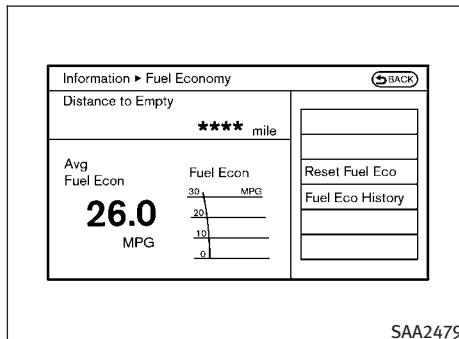 Information ▸ Fuel Economy
BACK
Distance to Empty
**** mile
Avg
Fuel Econ
26.0
MPG
Fuel Econ
30 MPG
20
10
0
Reset Fuel Eco
Fuel Eco History
SAA2479